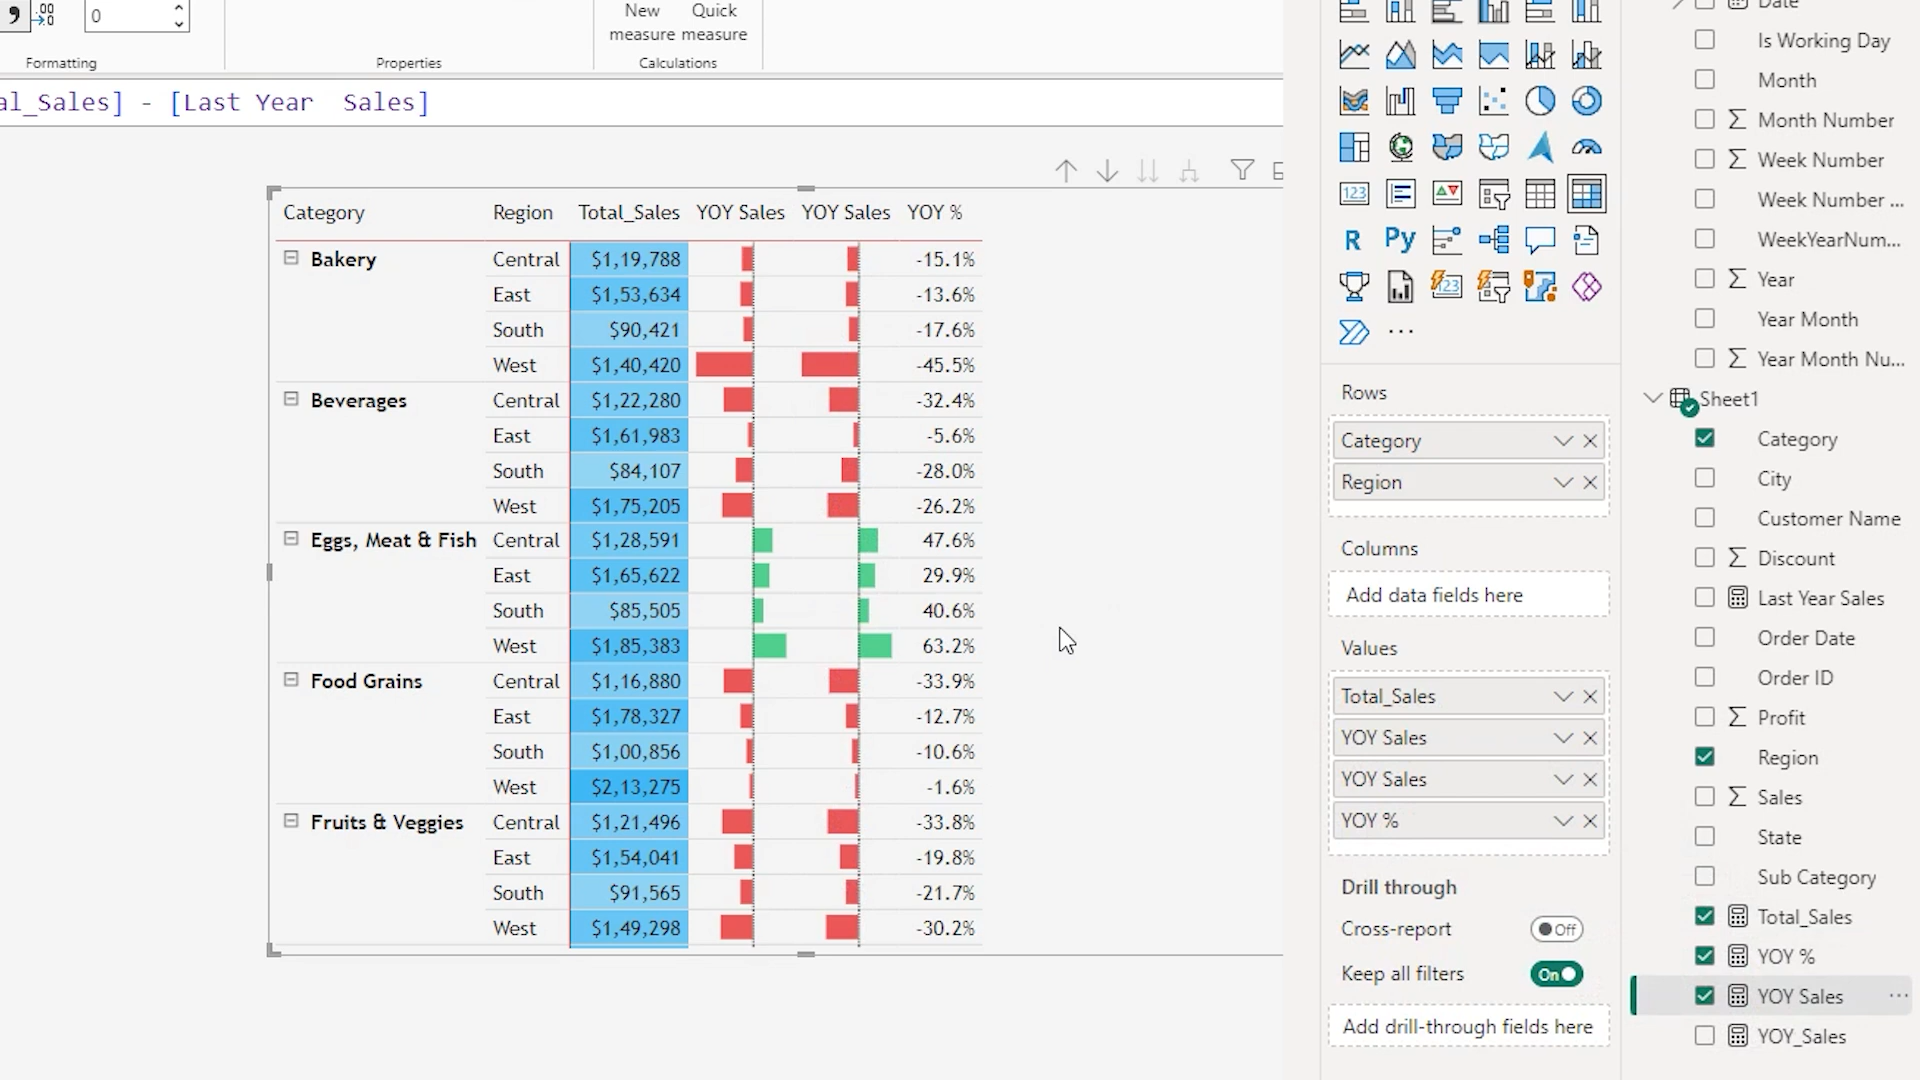 0
New
measure
Quick
measure
Formatting
Properties
Calculations
al_Sales] - [Last Year  Sales]
Category Region Total_Sales YOY Sales YOY Sales YOY %
Bakery Central $1,19,788 -15.1%
East $1,53,634 -13.6%
South $90,421 -17.6%
West $1,40,420 -45.5%
Beverages Central $1,22,280 -32.4%
East $1,61,983 -5.6%
South $84,107 -28.0%
West $1,75,205 -26.2%
Eggs, Meat & Fish Central $1,28,591 47.6%
East $1,65,622 29.9%
South $85,505 40.6%
West $1,85,383 63.2%
Food Grains Central $1,16,880 -33.9%
East $1,78,327 -12.7%
South $1,00,856 -10.6%
West $2,13,275 -1.6%
Fruits & Veggies Central $1,21,496 -33.8%
East $1,54,041 -19.8%
South $91,565 -21.7%
West $1,49,298 -30.2%
123
R Py
123
...
Rows
Category
Region
Columns
Add data fields here
Values
Total_Sales
YOY Sales
YOY Sales
YOY %
Drill through
Cross-report Off
Keep all filters On
Add drill-through fields here
Date
Is Working Day
Month
Month Number
Week Number
Week Number ...
WeekYearNum...
Year
Year Month
Year Month Nu...
Sheet1
Category
City
Customer Name
Discount
Last Year Sales
Order Date
Order ID
Profit
Region
Sales
State
Sub Category
Total_Sales
YOY %
YOY Sales ...
YOY_Sales